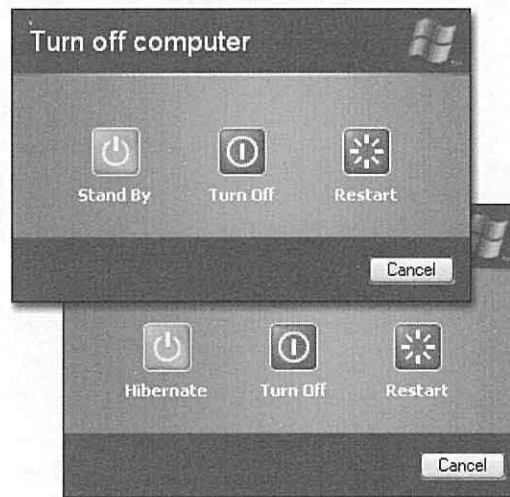 Turn off computer
Stand By Turn Off Restart
Cancel
Hibernate Turn Off Restart
Cancel